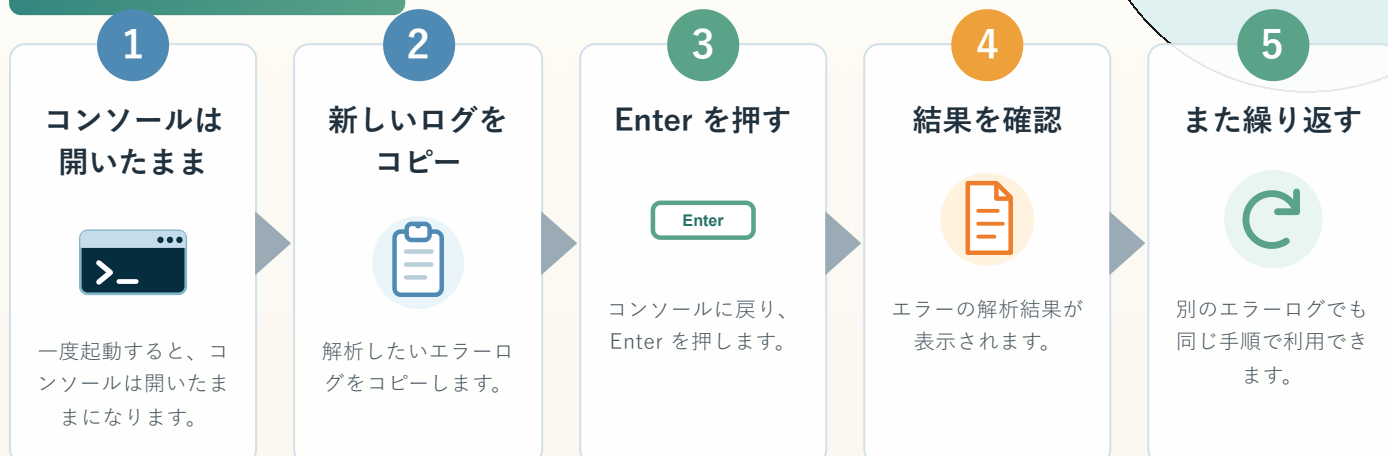 1
コンソールは
開いたまま
一度起動すると、コ
ンソールは開いたま
まになります。
2
新しいログを
コピー
解析したいエラーロ
グをコピーします。
3
Enter を押す
Enter
コンソールに戻り、
Enter を押します。
4
結果を確認
エラーの解析結果が
表示されます。
5
また繰り返す
別のエラーログでも
同じ手順で利用でき
ます。